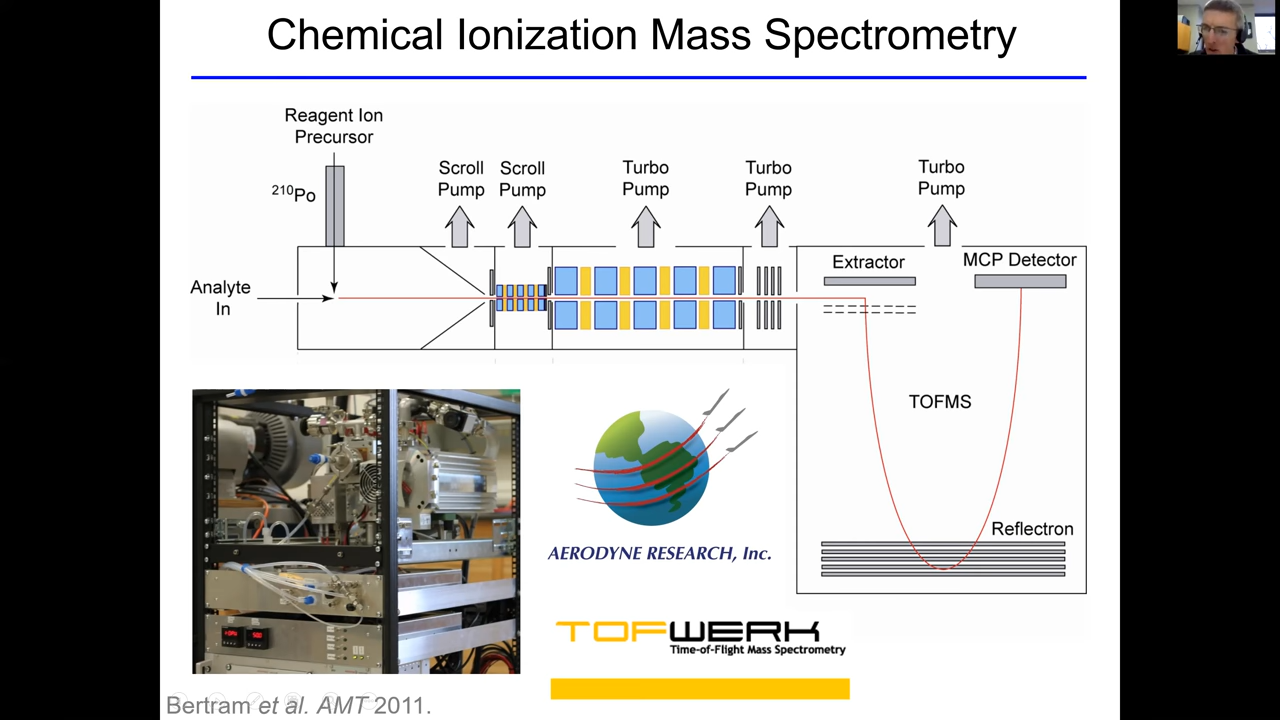 Chemical Ionization Mass Spectrometry
Reagent Ion
Precursor
²¹⁰Po
Scroll
Pump
Scroll
Pump
Turbo
Pump
Turbo
Pump
Turbo
Pump
Analyte
In
Extractor
MCP Detector
TOFMS
Reflectron
AERODYNE RESEARCH, Inc.
TOFWERK
Time-of-Flight Mass Spectrometry
Bertram et al. AMT 2011.